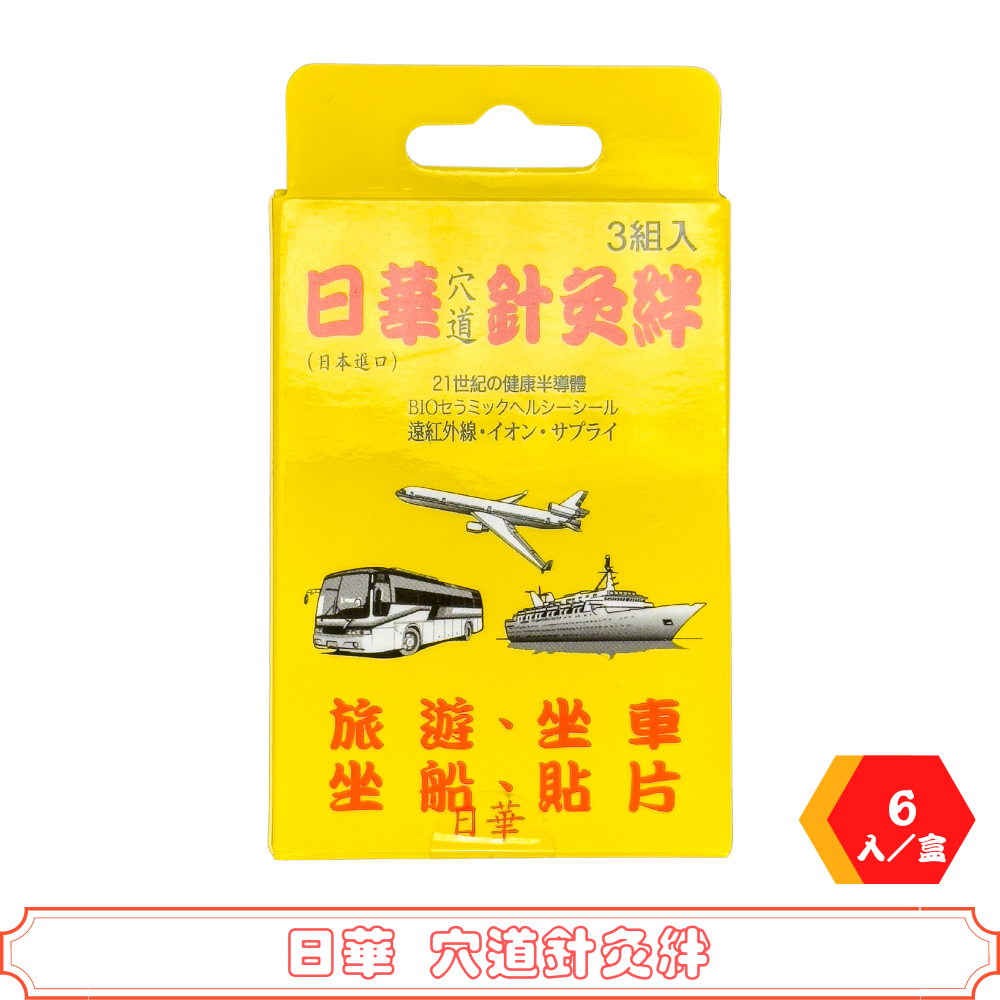 3組入
日華穴道針灸絆
(日本進口)
21世紀の健康半導體
BIOセラミックヘルシーシール
遠紅外線・イオン・サプライ
旅遊、坐車
坐船、貼片
日華
6
入／盒
日華 穴道針灸絆